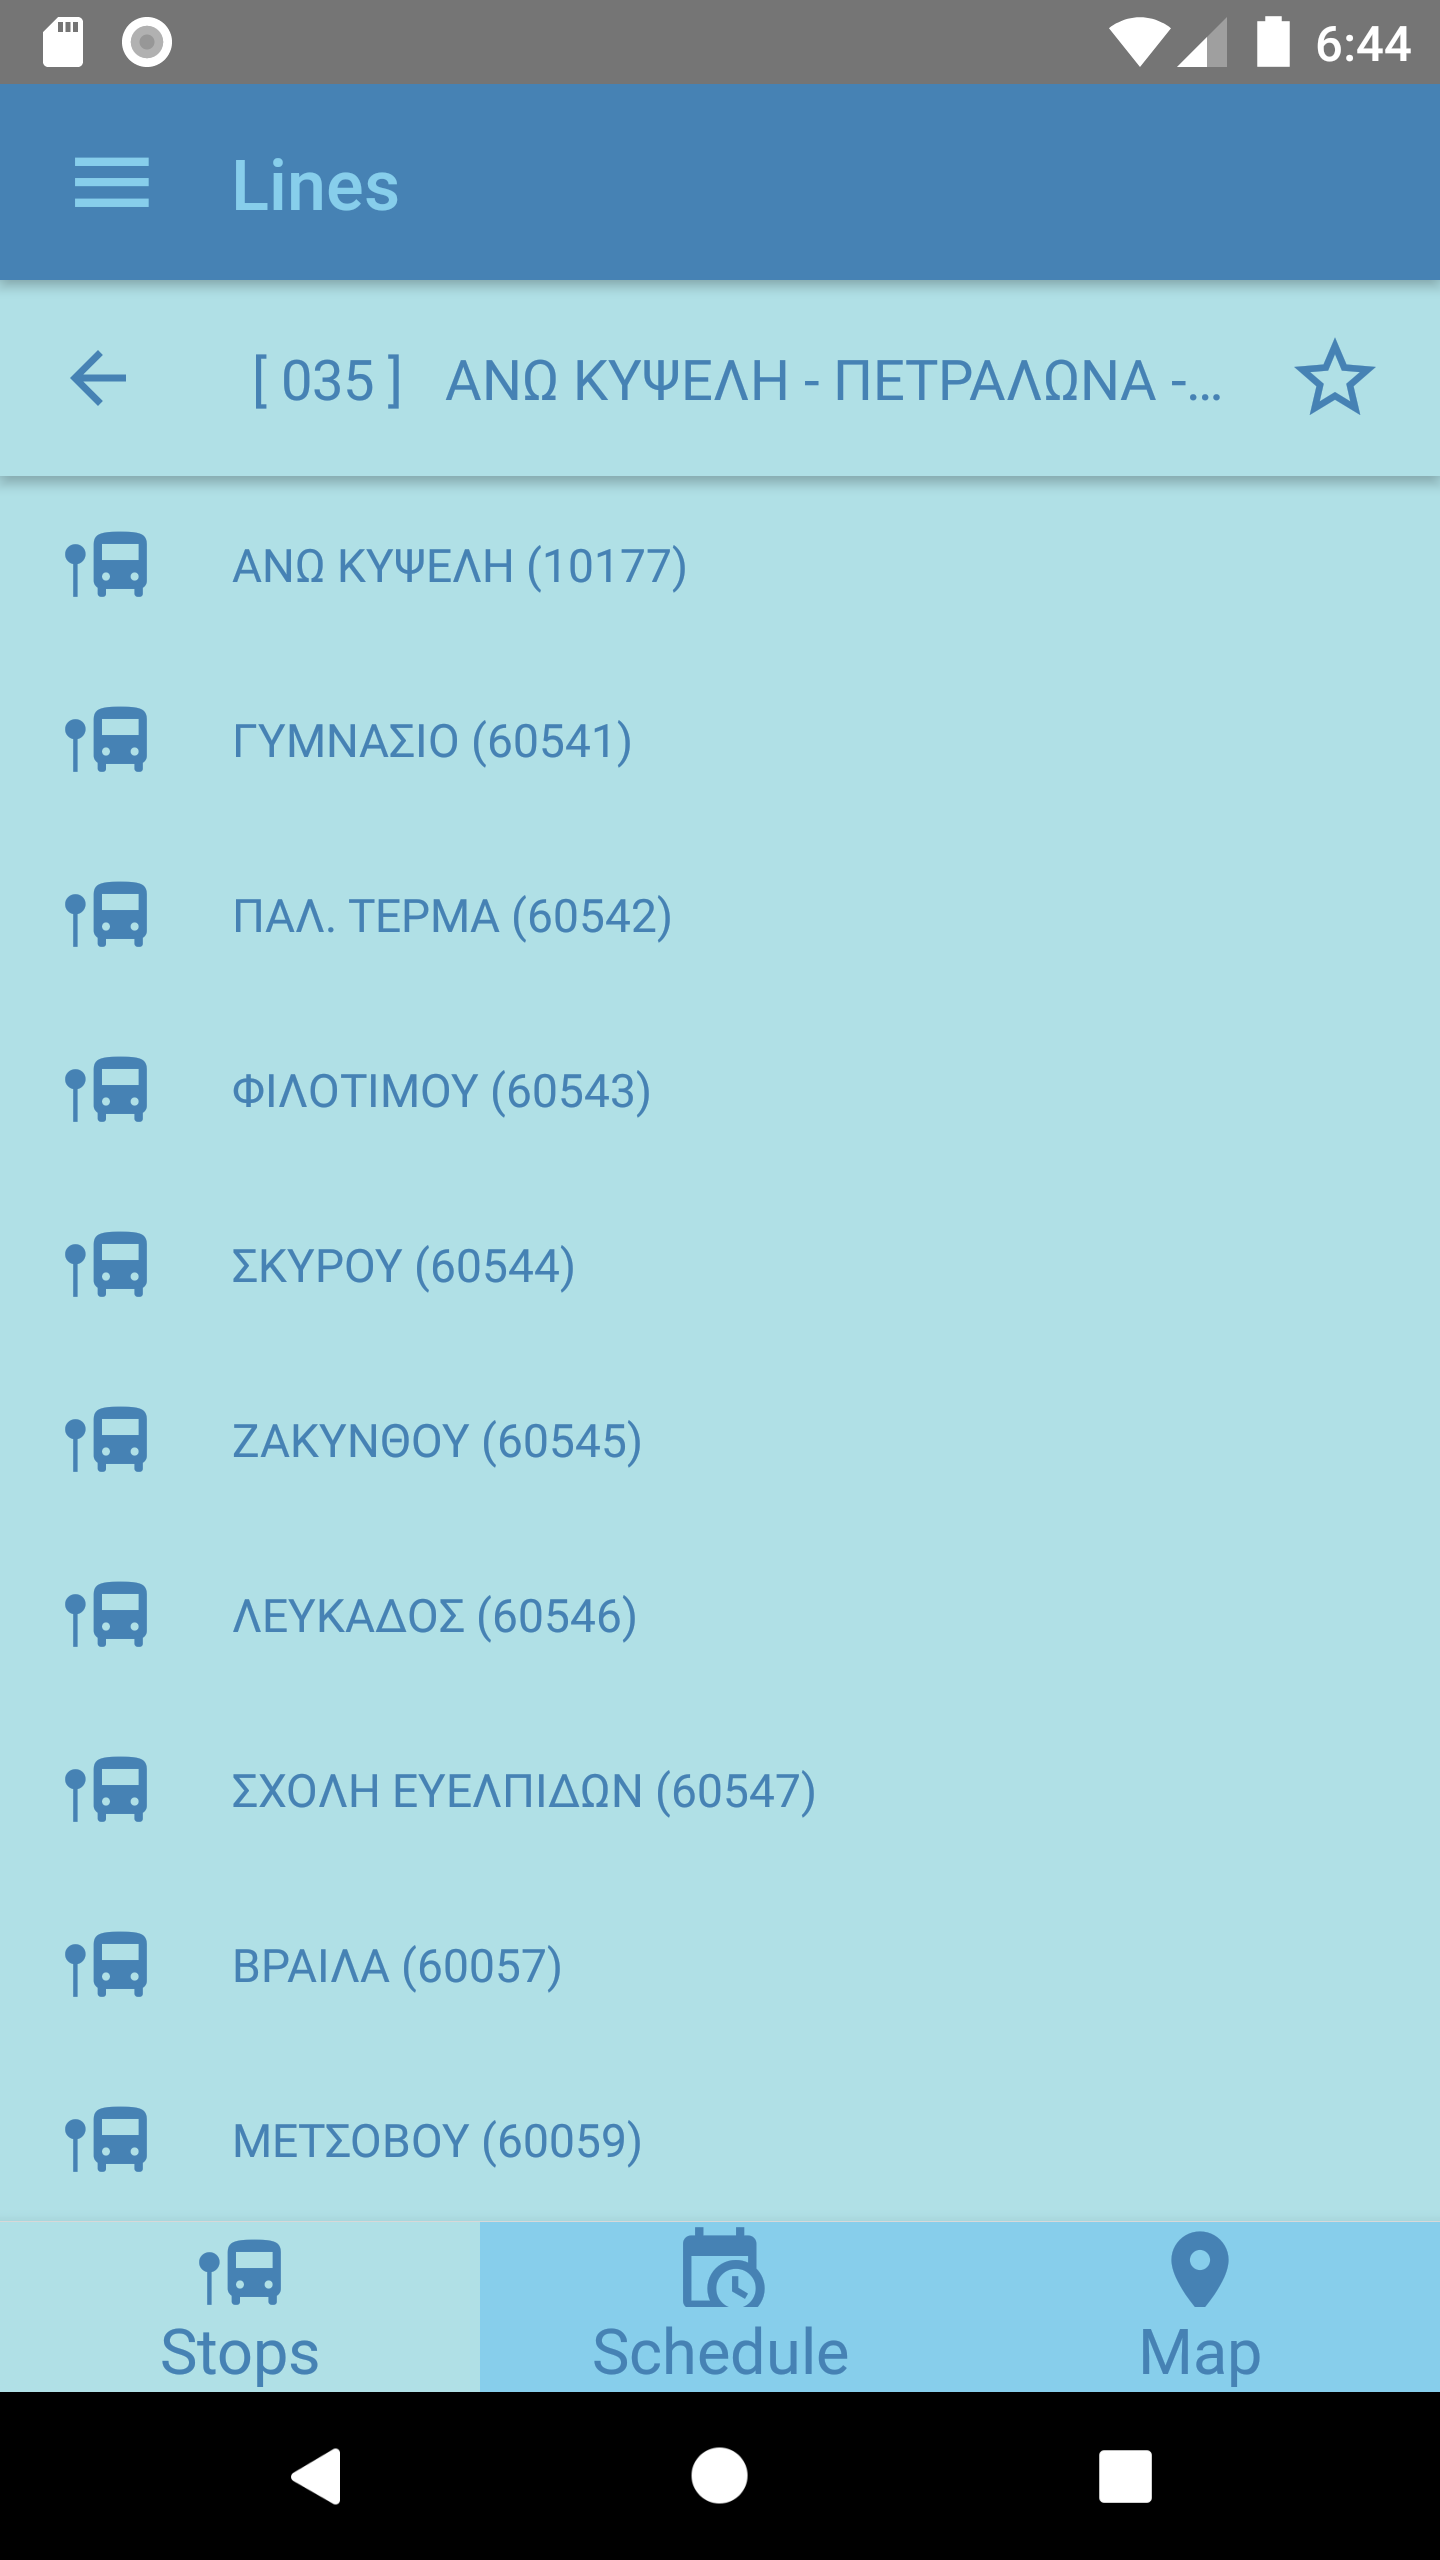 6:44
Lines
[ 035 ] ΑΝΩ ΚΥΨΕΛΗ - ΠΕΤΡΑΛΩΝΑ -...
ΑΝΩ ΚΥΨΕΛΗ (10177)
ΓΥΜΝΑΣΙΟ (60541)
ΠΑΛ. ΤΕΡΜΑ (60542)
ΦΙΛΟΤΙΜΟΥ (60543)
ΣΚΥΡΟΥ (60544)
ΖΑΚΥΝΘΟΥ (60545)
ΛΕΥΚΑΔΟΣ (60546)
ΣΧΟΛΗ ΕΥΕΛΠΙΔΩΝ (60547)
ΒΡΑΙΛΑ (60057)
ΜΕΤΣΟΒΟΥ (60059)
Stops
Schedule
Map